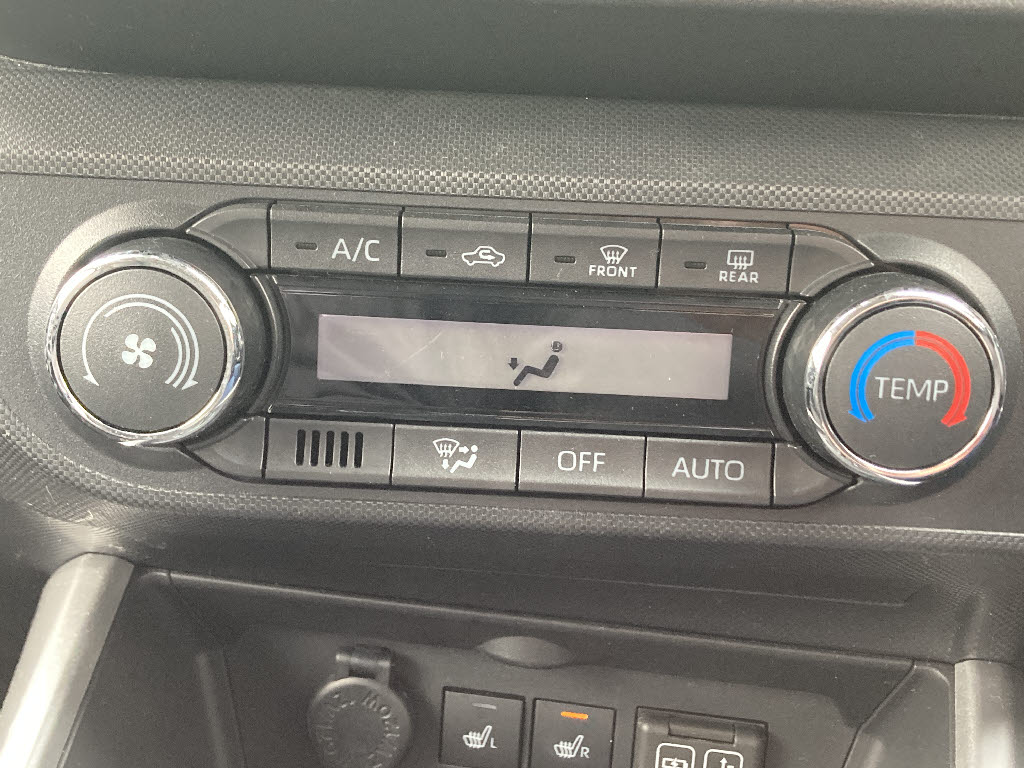 A/C
FRONT
REAR
TEMP
OFF
AUTO
L
R